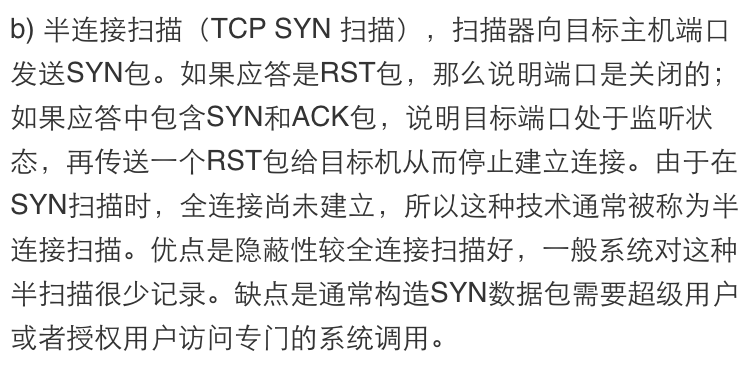 b) 半连接扫描（TCP SYN 扫描），扫描器向目标主机端口
发送SYN包。如果应答是RST包，那么说明端口是关闭的；
如果应答中包含SYN和ACK包，说明目标端口处于监听状
态，再传送一个RST包给目标机从而停止建立连接。由于在
SYN扫描时，全连接尚未建立，所以这种技术通常被称为半
连接扫描。优点是隐蔽性较全连接扫描好，一般系统对这种
半扫描很少记录。缺点是通常构造SYN数据包需要超级用户
或者授权用户访问专门的系统调用。